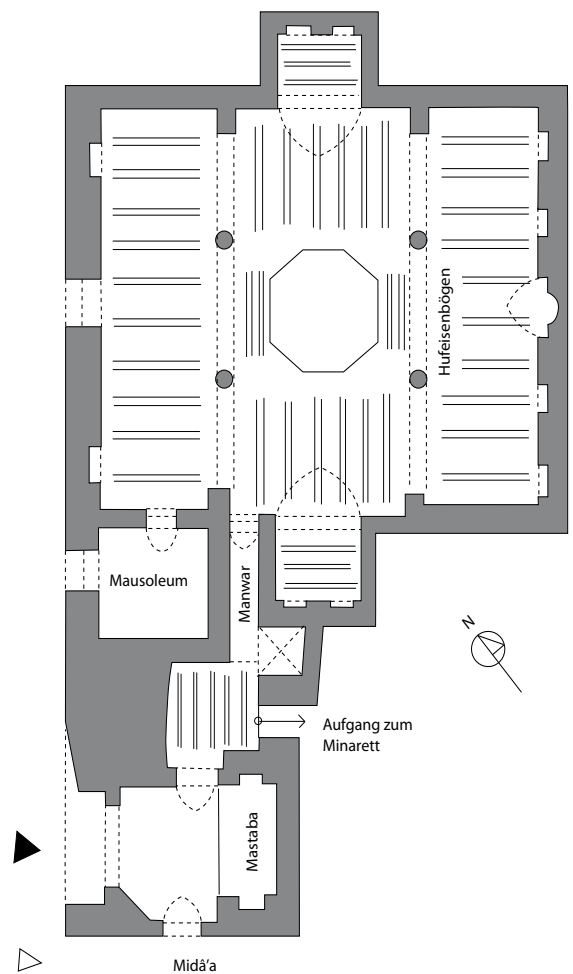 Hufeisenbögen
Mausoleum
Manwar
N
Aufgang zum
Minarett
Mastaba
Midâ'a